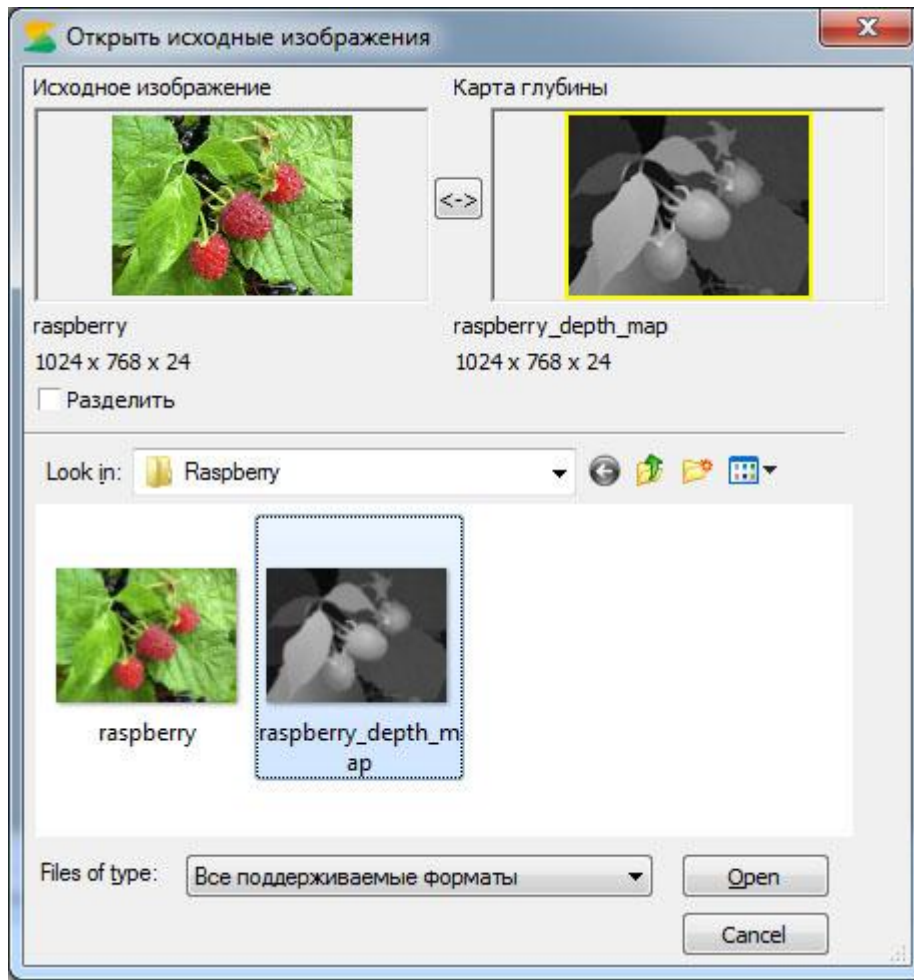 Открыть исходные изображения
Исходное изображение
Карта глубины
<->
raspberry
raspberry_depth_map
1024 x 768 x 24
1024 x 768 x 24
Разделить
Look in:
Raspberry
raspberry
raspberry_depth_m
ap
Files of type:
Все поддерживаемые форматы
Open
Cancel